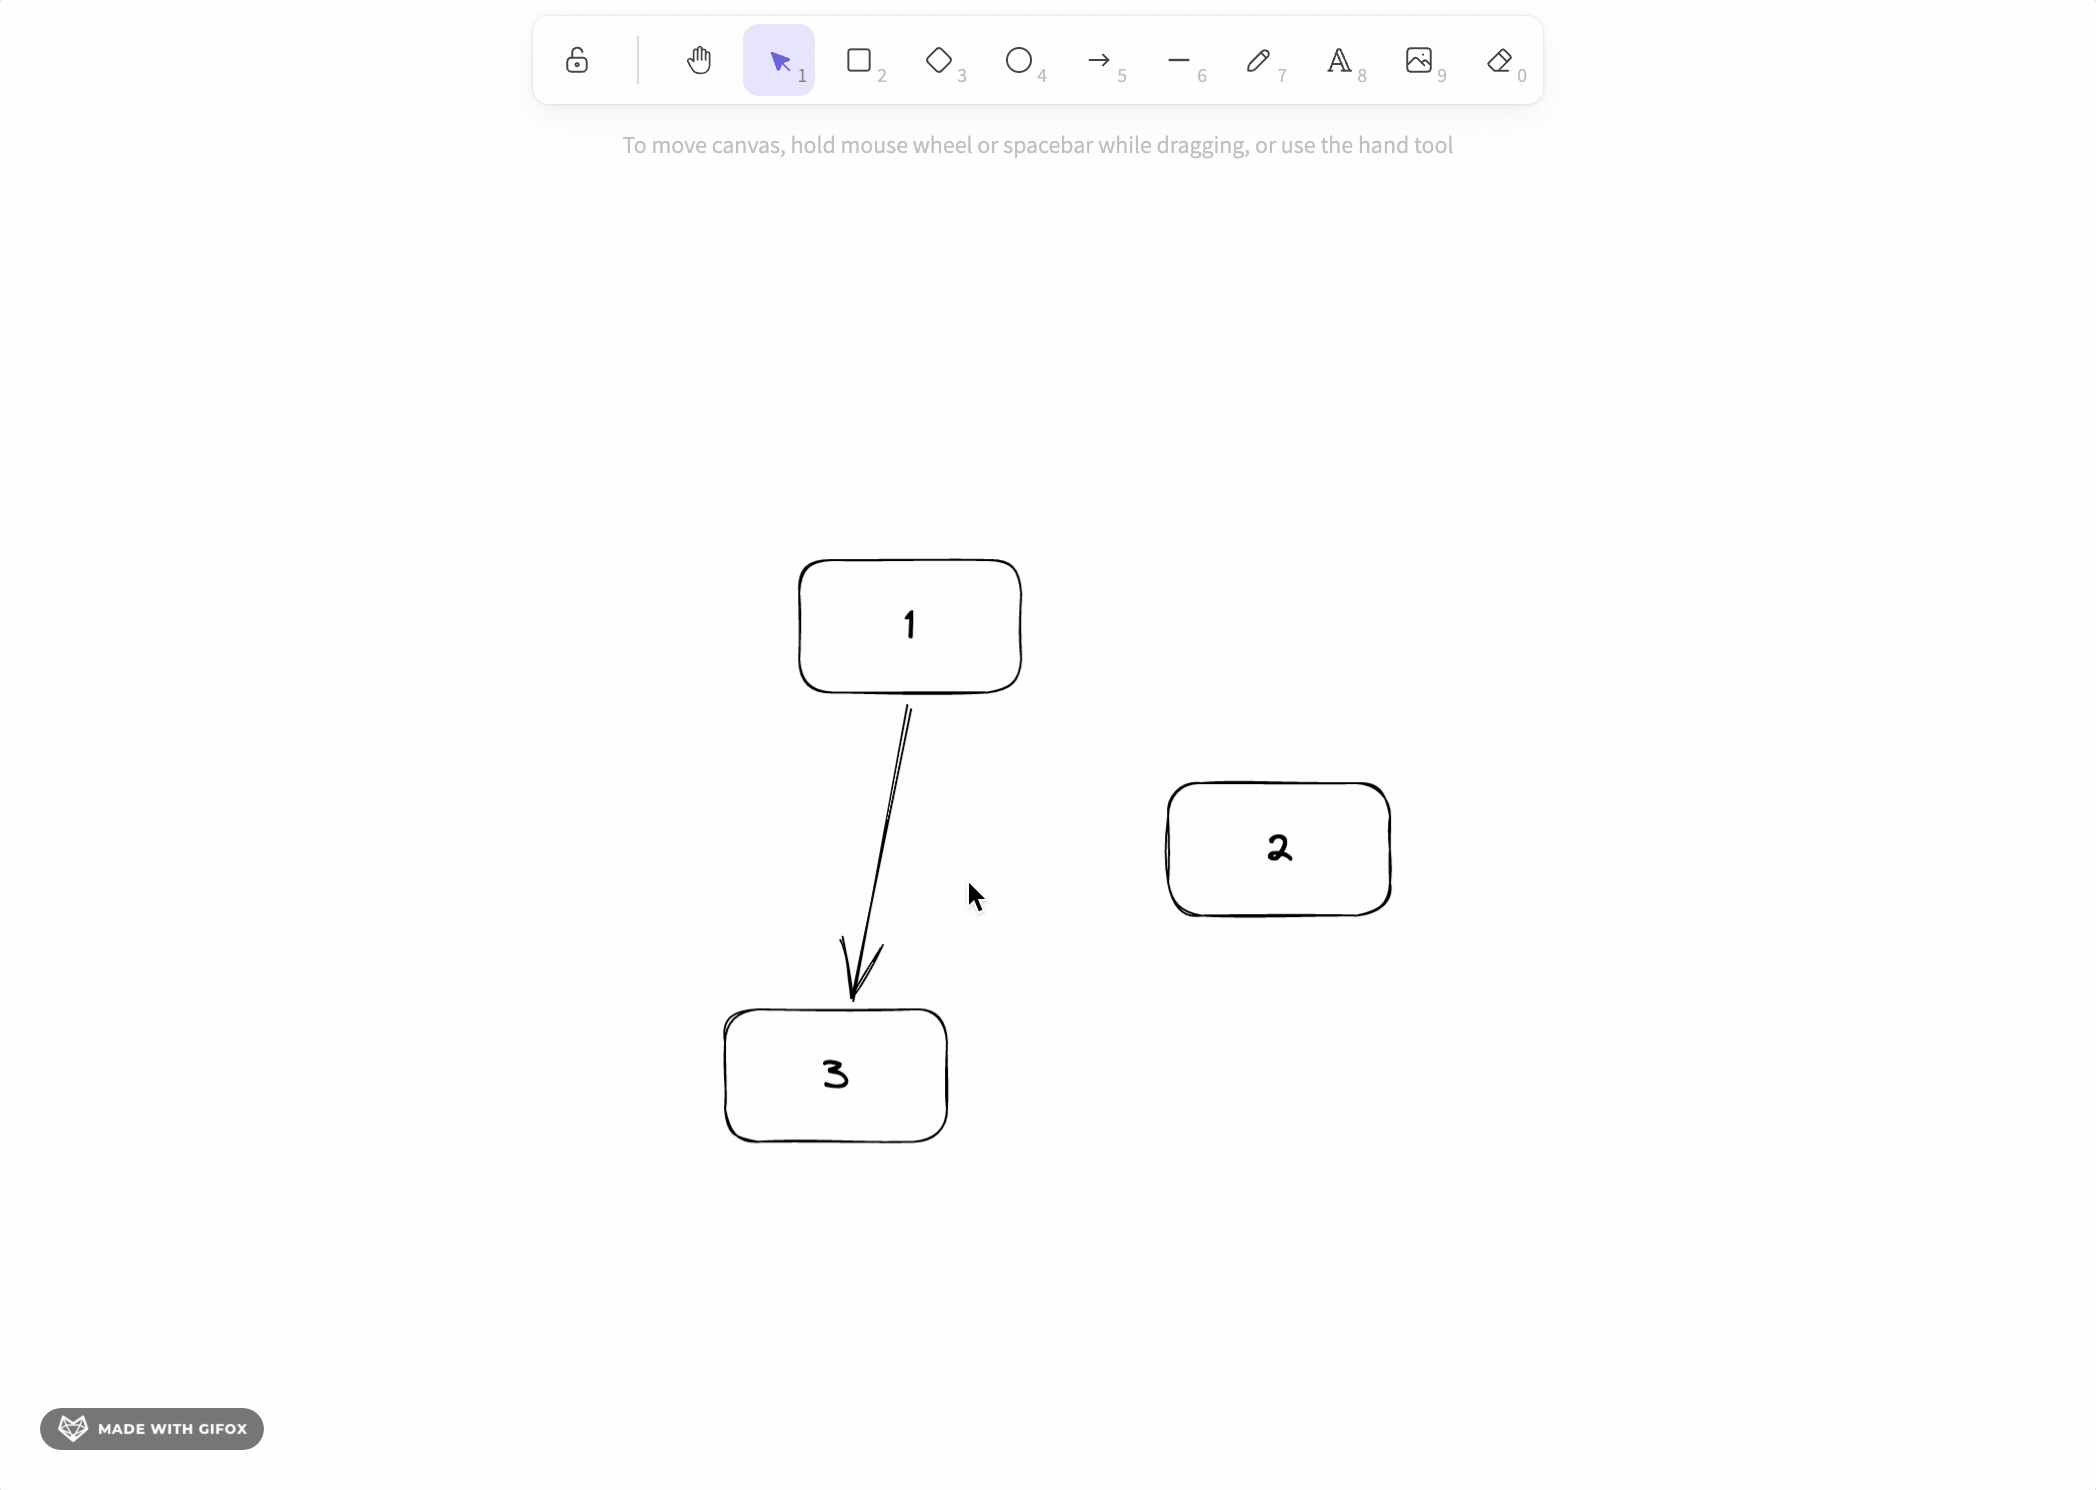 1 2 3 4 5 6 7 8 9 0
To move canvas, hold mouse wheel or spacebar while dragging, or use the hand tool
1
2
3
MADE WITH GIFOX